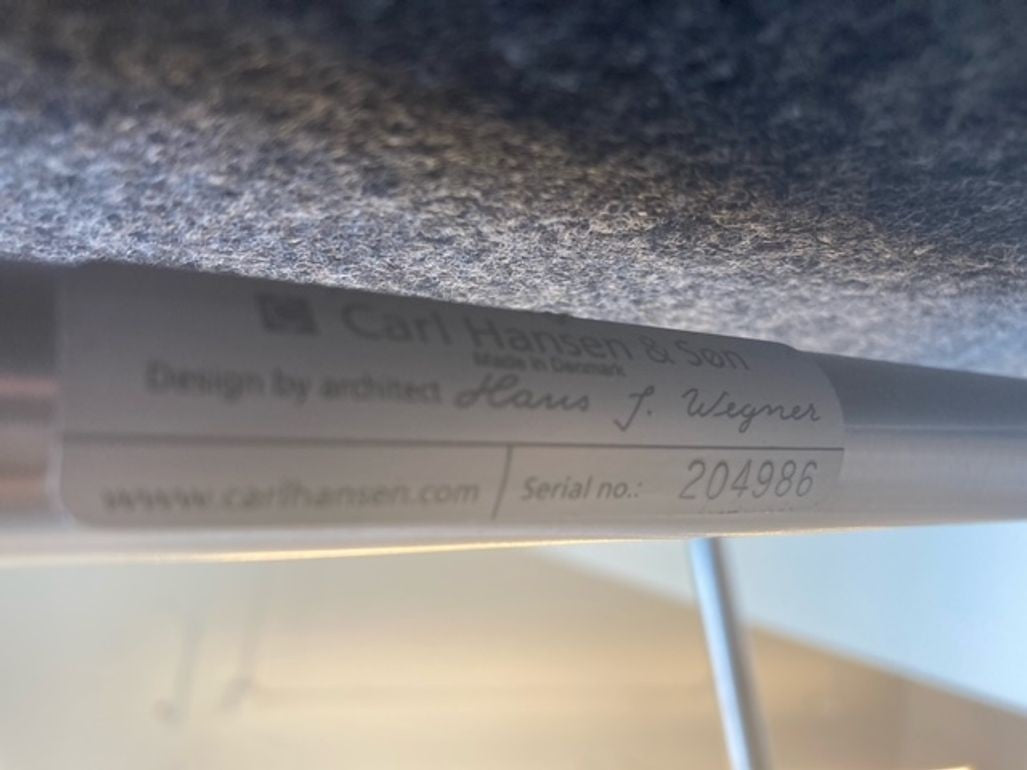 Carl Hansen & Søn
Made in Denmark
Design by architect Hans J. Wegner
www.carlhansen.com
Serial no.: 204986